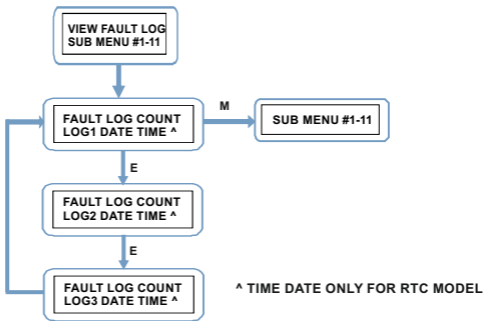 VIEW FAULT LOG
SUB MENU #1-11
FAULT LOG COUNT
LOG1 DATE TIME ^
M
SUB MENU #1-11
E
FAULT LOG COUNT
LOG2 DATE TIME ^
E
FAULT LOG COUNT
LOG3 DATE TIME ^
^ TIME DATE ONLY FOR RTC MODEL